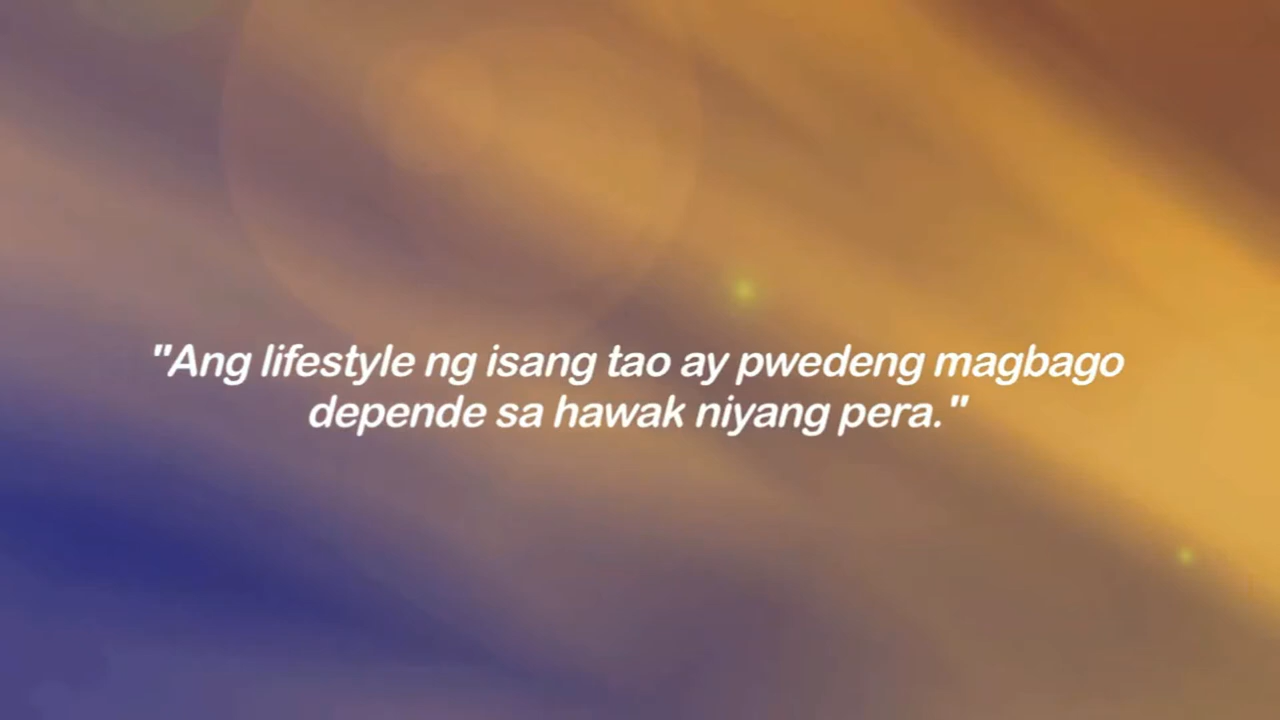 "Ang lifestyle ng isang tao ay pwedeng magbago
depende sa hawak niyang pera."